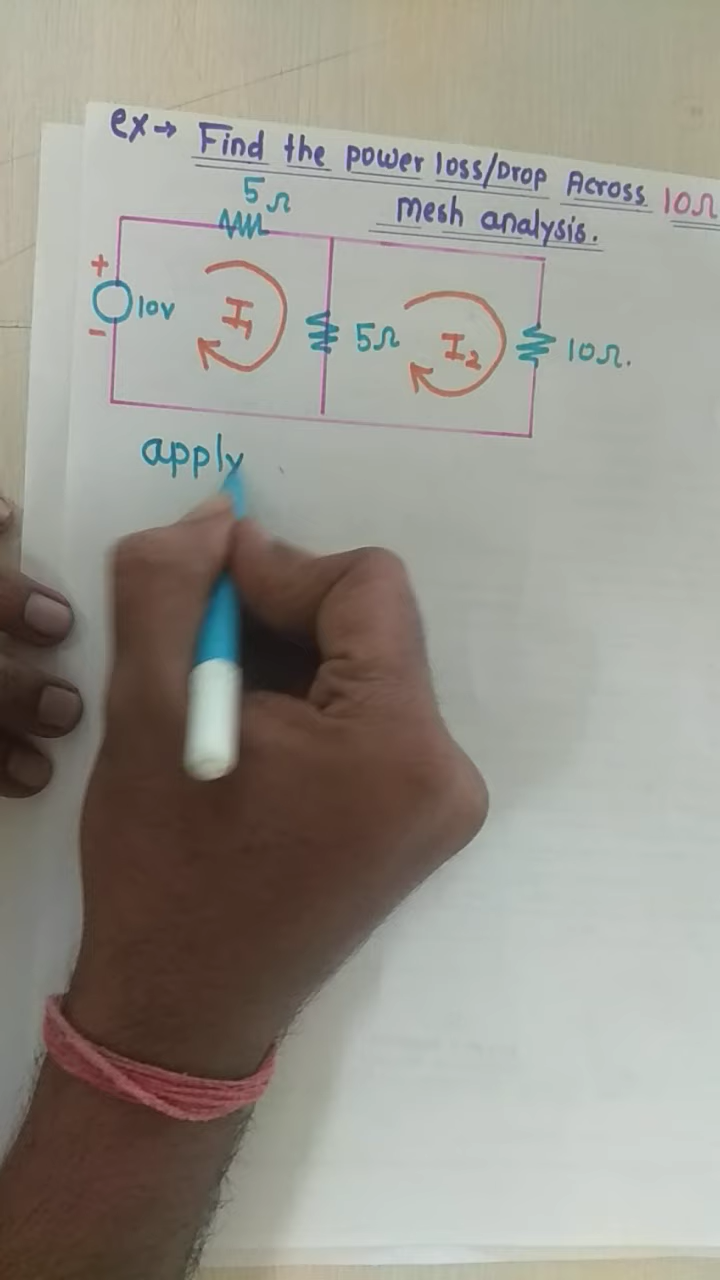 ex→ Find the power loss/Drop Across 10Ω
mesh analysis.
5Ω
+
10v
-
I1
5Ω
I2
10Ω.
apply